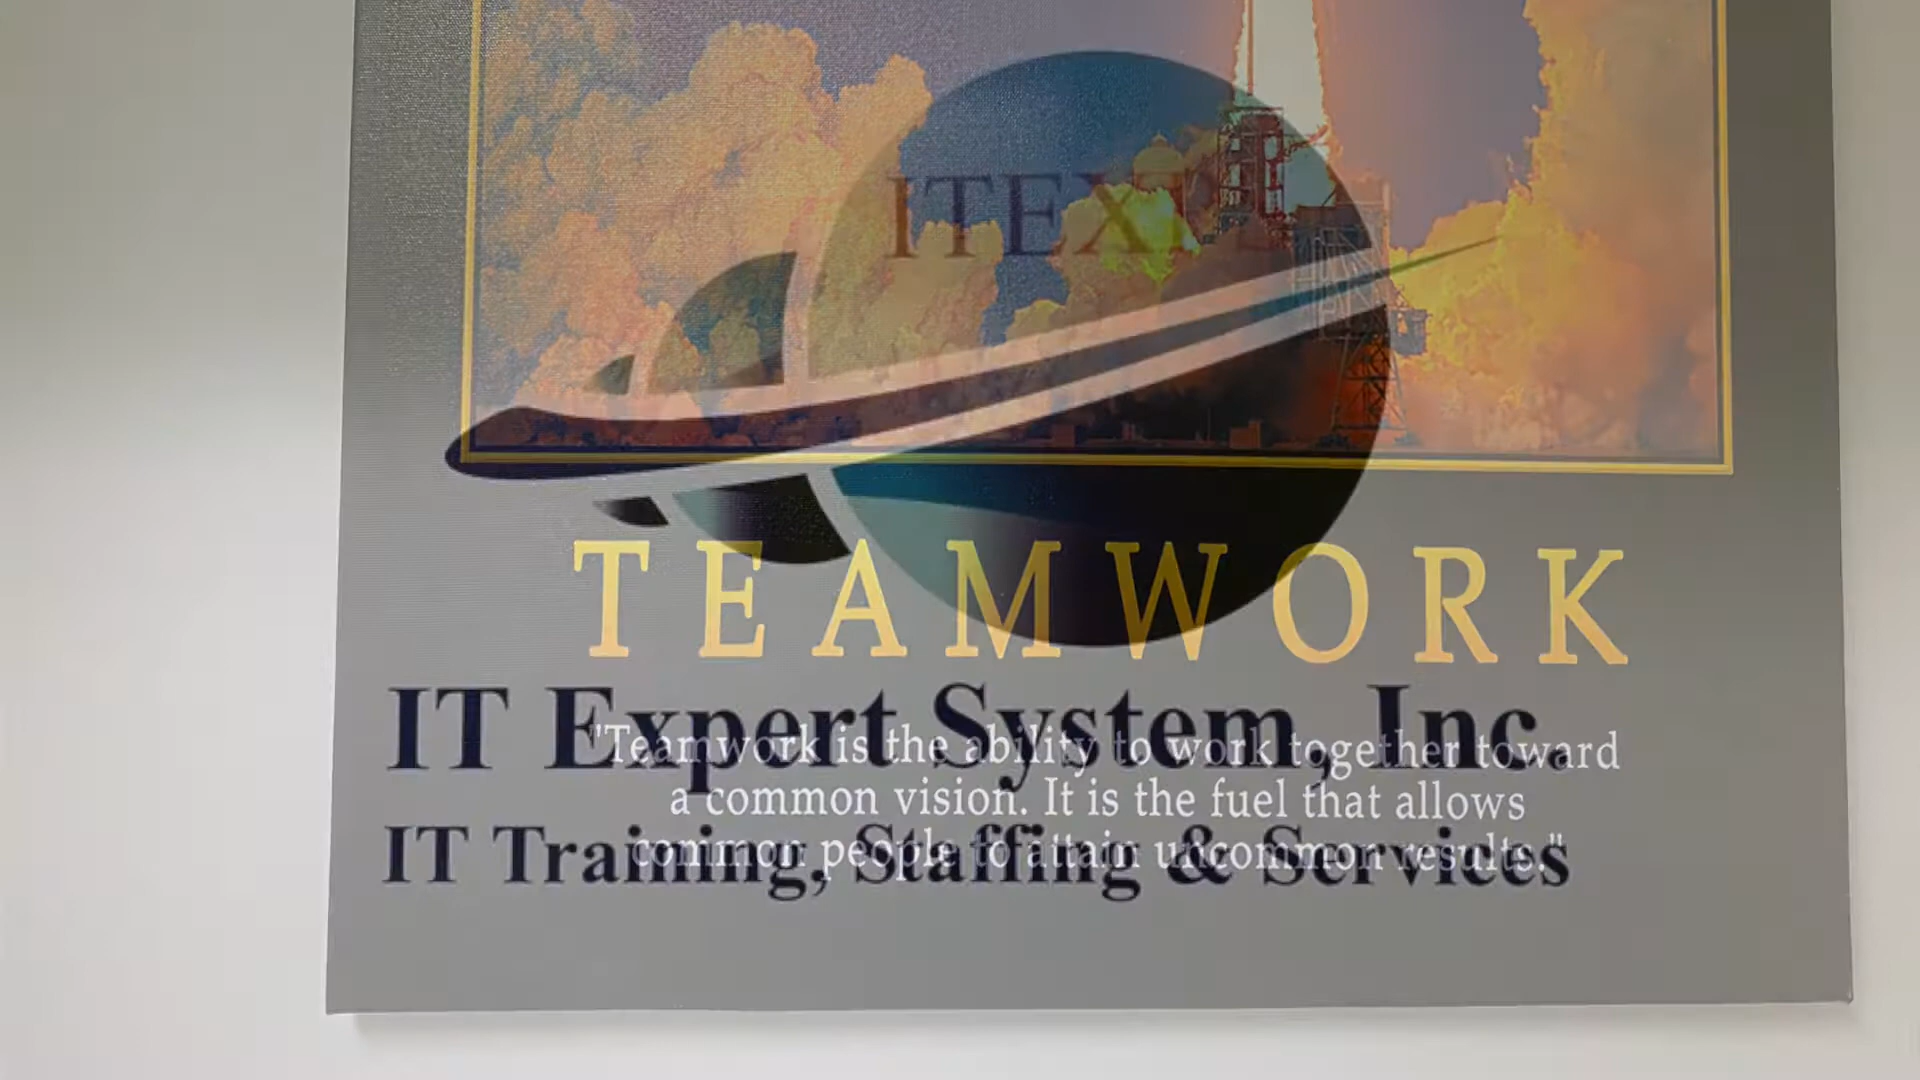 ITEX
TEAMWORK
IT Expert System, Inc.
"Teamwork is the ability to work together toward
a common vision. It is the fuel that allows
common people to attain uncommon results."
IT Training, Staffing & Services